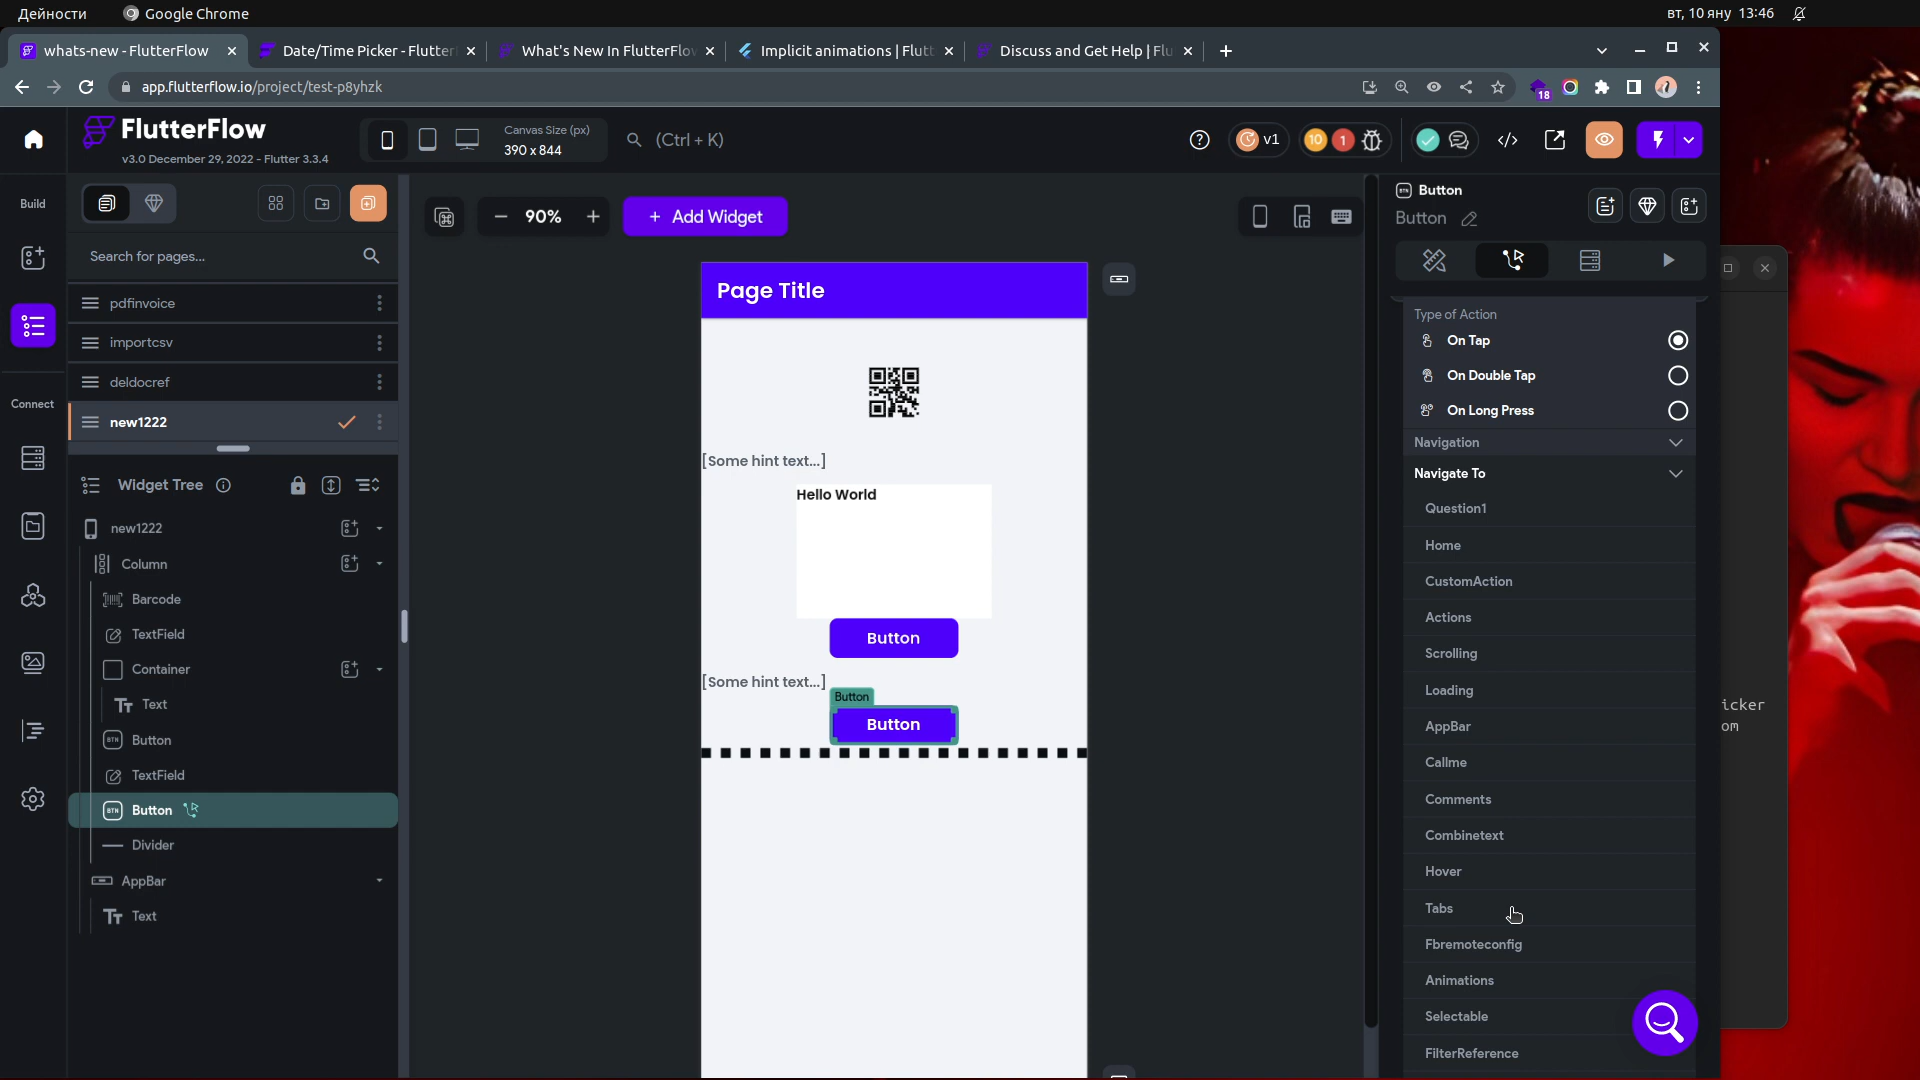 Дейности
Google Chrome
вт, 10 яну 13:46
whats-new - FlutterFlow
Date/Time Picker - Flutter
What's New In FlutterFlo
Implicit animations | Flutt
Discuss and Get Help | Flu
app.flutterflow.io/project/test-p8yhzk
18
FlutterFlow
v3.0 December 29, 2022 - Flutter 3.3.4
Canvas Size (px)
390 x 844
(Ctrl + K)
v1
10
1
Build
Connect
Search for pages...
pdfinvoice
importcsv
deldocref
new1222
Widget Tree
new1222
Column
Barcode
TextField
Container
Text
Button
TextField
BTN Button
Divider
AppBar
Text
90%
+ Add Widget
Page Title
[Some hint text...]
Hello World
Button
[Some hint text...]
Button
Button
Button
Button
Type of Action
On Tap
On Double Tap
On Long Press
Navigation
Navigate To
Question1
Home
CustomAction
Actions
Scrolling
Loading
AppBar
Callme
Comments
Combinetext
Hover
Tabs
Fbremoteconfig
Animations
Selectable
FilterReference
icker
om